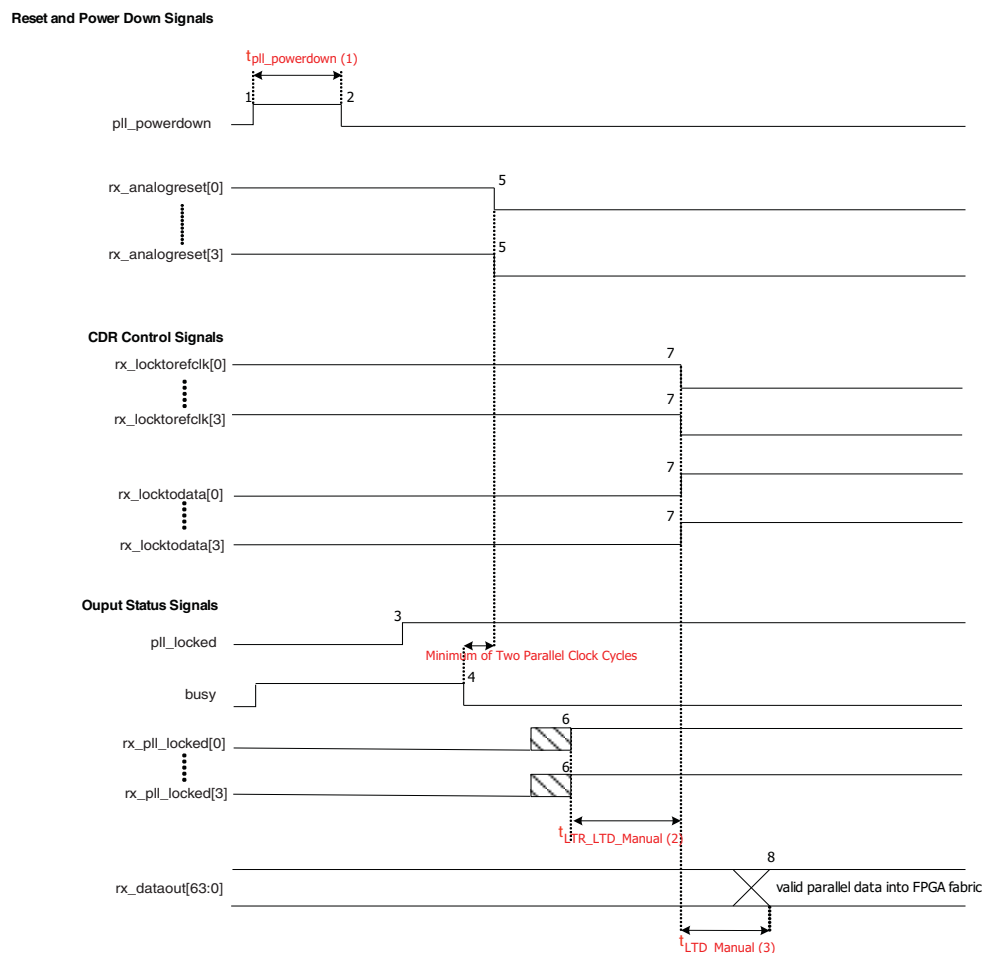 Reset and Power Down Signals
tpll_powerdown (1)
1
2
pll_powerdown
rx_analogreset[0]
5
rx_analogreset[3]
5
CDR Control Signals
rx_locktorefclk[0]
7
rx_locktorefclk[3]
7
rx_locktodata[0]
7
rx_locktodata[3]
7
Ouput Status Signals
pll_locked
3
Minimum of Two Parallel Clock Cycles
busy
4
rx_pll_locked[0]
6
rx_pll_locked[3]
6
tLTR_LTD_Manual (2)
rx_dataout[63:0]
8
valid parallel data into FPGA fabric
tLTD_Manual (3)